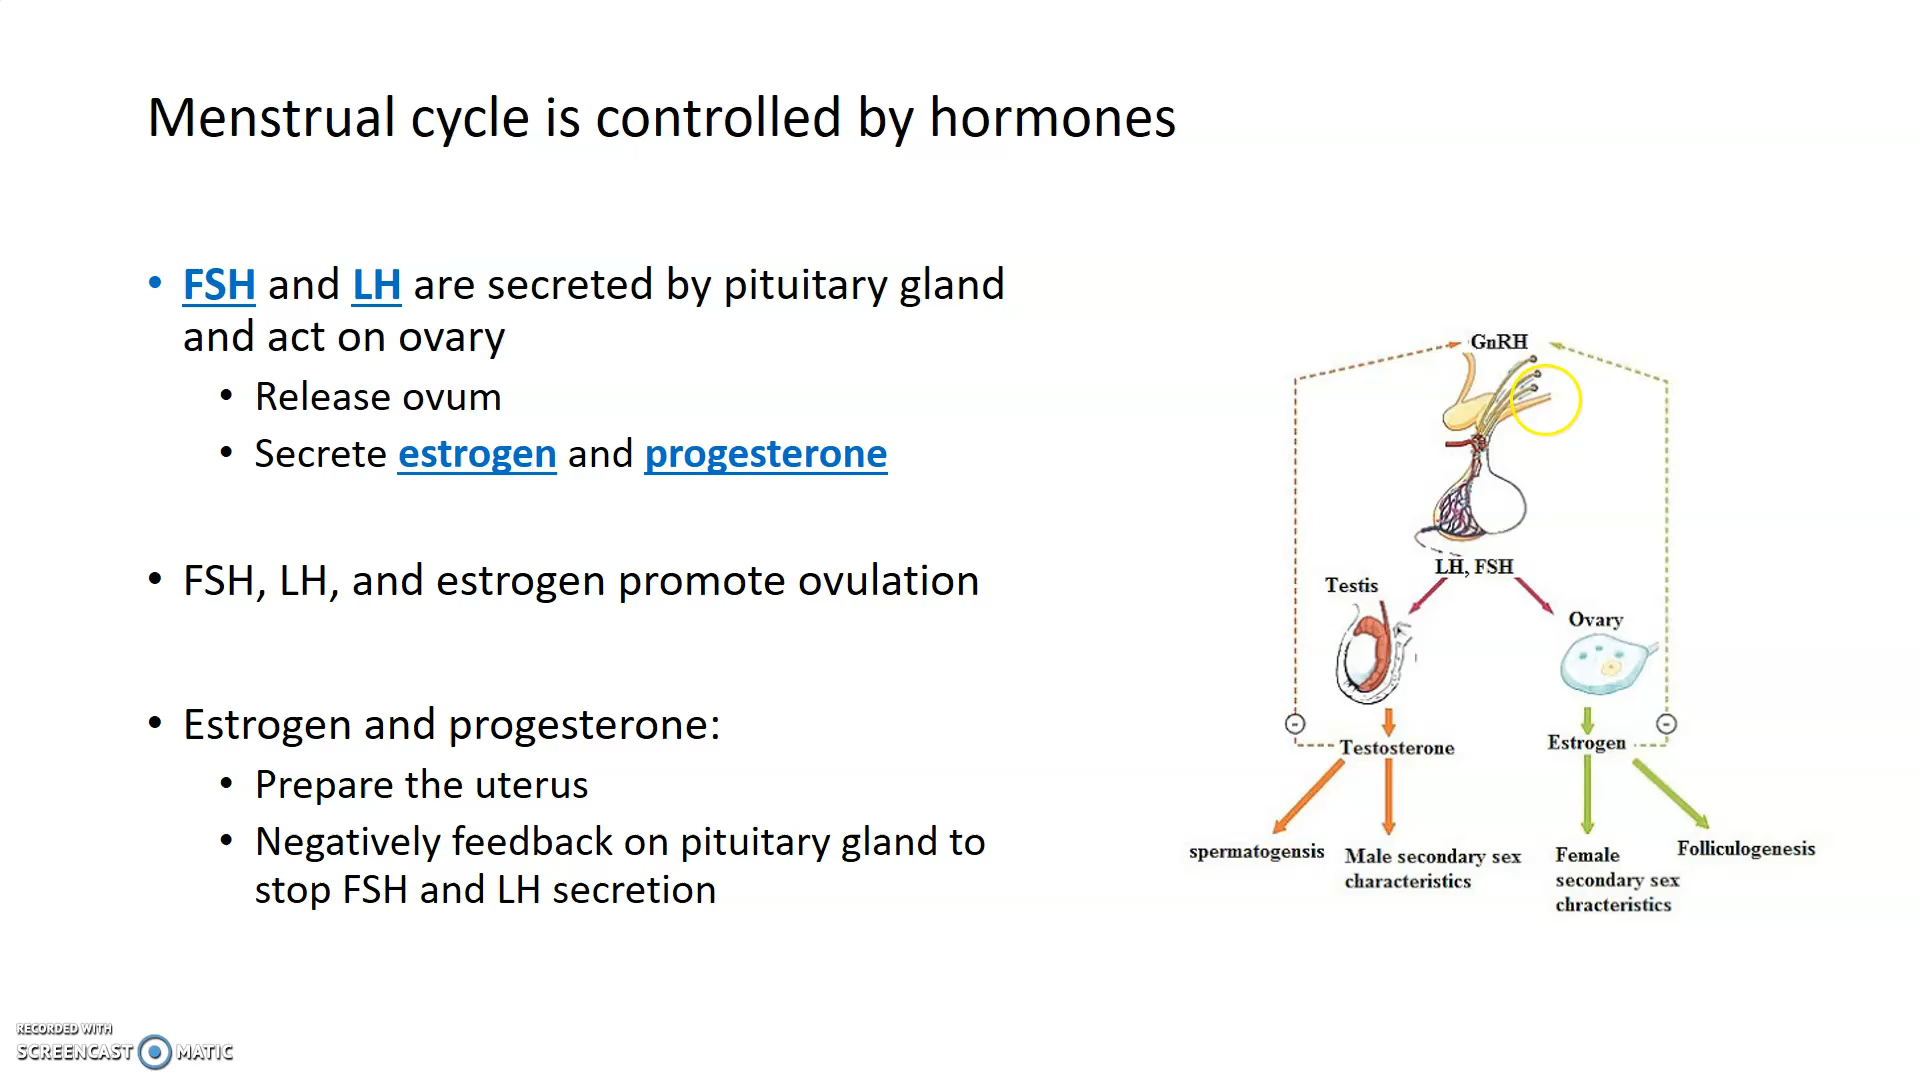 Menstrual cycle is controlled by hormones
• FSH and LH are secreted by pituitary gland
and act on ovary
• Release ovum
• Secrete estrogen and progesterone
• FSH, LH, and estrogen promote ovulation
• Estrogen and progesterone:
• Prepare the uterus
• Negatively feedback on pituitary gland to
stop FSH and LH secretion
GnRH
LH, FSH
Testis
Ovary
-
-
Testosterone
Estrogen
spermatogensis
Male secondary sex
characteristics
Female
secondary sex
chracteristics
Folliculogenesis
RECORDED WITH
SCREENCAST MATIC